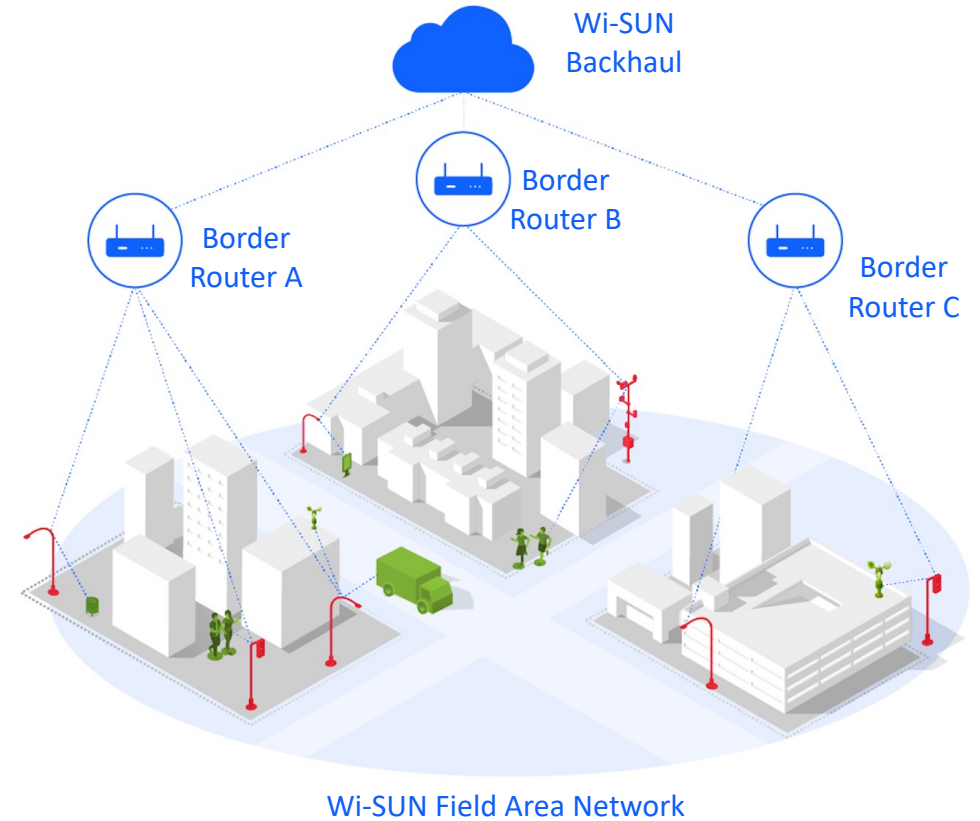 Wi-SUN
Backhaul
Border
Router B
Border
Router A
Border
Router C
Wi-SUN Field Area Network